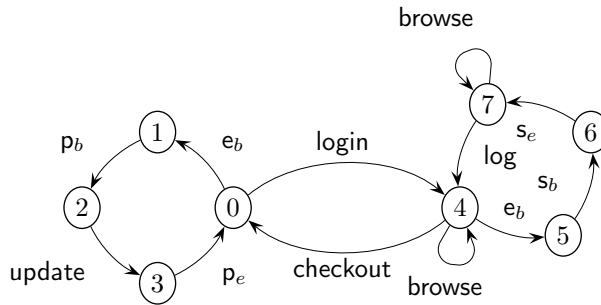 browse
7
1
6
p_b
e_b
login
s_e
log
s_b
2
0
4
e_b
5
update
3
p_e
checkout
browse